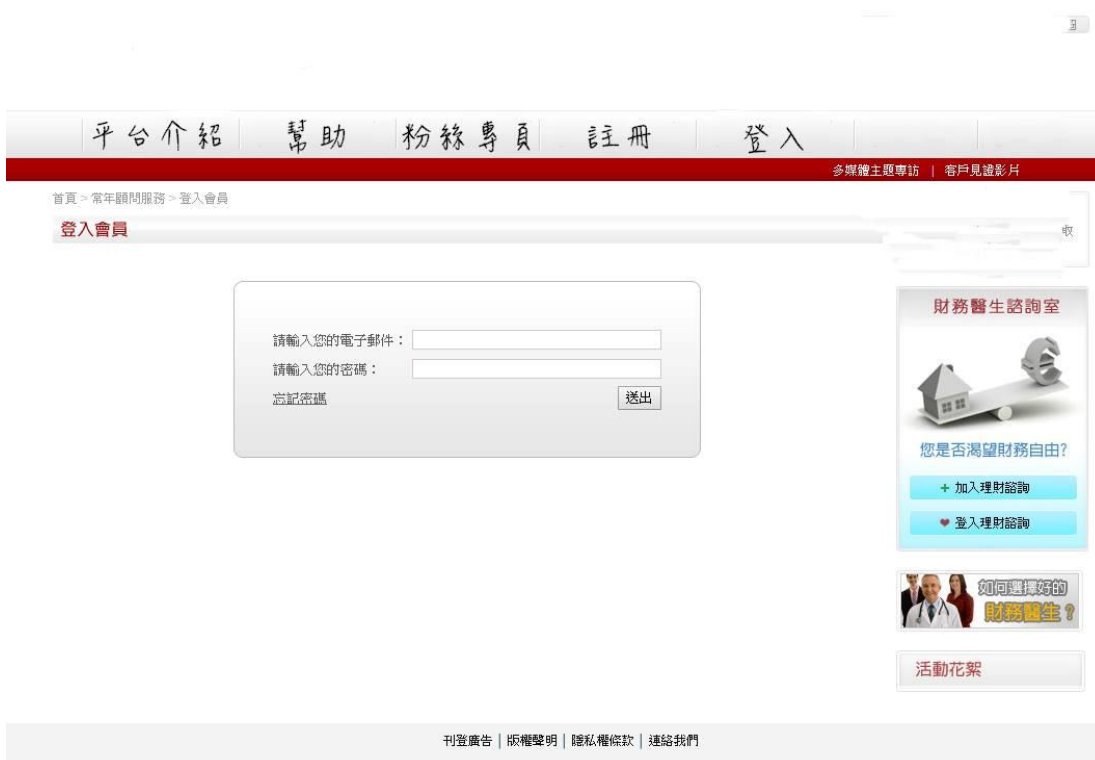 平台介紹 幫助 粉絲專頁 註冊 登入
多媒體主題專訪 | 客戶見證影片
首頁 > 常年顧問服務 > 登入會員
登入會員
請輸入您的電子郵件：
請輸入您的密碼：
忘記密碼 送出
財務醫生諮詢室
您是否渴望財務自由?
+ 加入理財諮詢
♥ 登入理財諮詢
如何選擇好的
財務醫生？
活動花絮
刊登廣告 | 版權聲明 | 隱私權條款 | 連絡我們